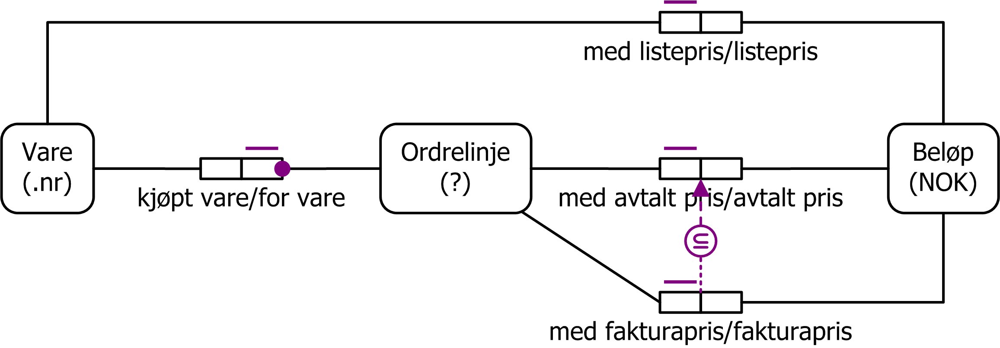 med listepris/listepris
Vare
(.nr)
kjøpt vare/for vare
Ordrelinje
(?)
med avtalt pris/avtalt pris
Beløp
(NOK)
⊆
med fakturapris/fakturapris